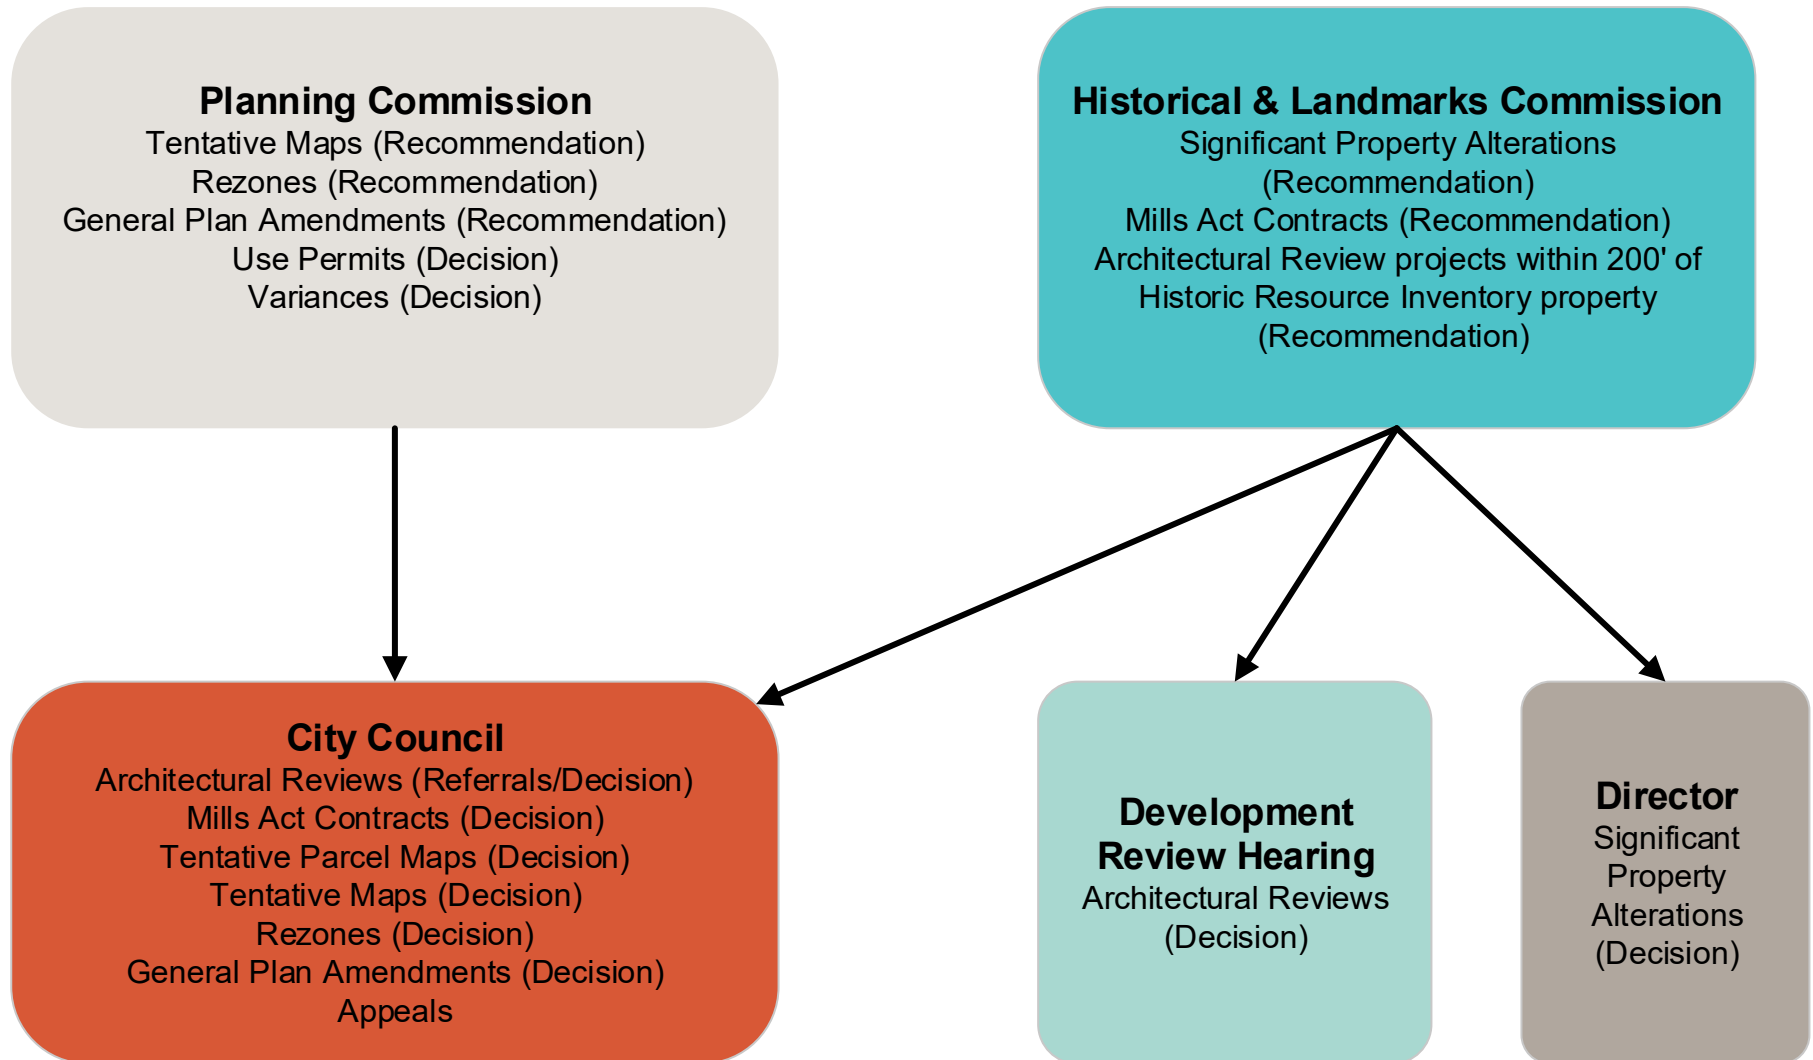 Planning Commission
Tentative Maps (Recommendation)
Rezones (Recommendation)
General Plan Amendments (Recommendation)
Use Permits (Decision)
Variances (Decision)
Historical & Landmarks Commission
Significant Property Alterations
(Recommendation)
Mills Act Contracts (Recommendation)
Architectural Review projects within 200' of
Historic Resource Inventory property
(Recommendation)
City Council
Architectural Reviews (Referrals/Decision)
Mills Act Contracts (Decision)
Tentative Parcel Maps (Decision)
Tentative Maps (Decision)
Rezones (Decision)
General Plan Amendments (Decision)
Appeals
Development
Review Hearing
Architectural Reviews
(Decision)
Director
Significant
Property
Alterations
(Decision)